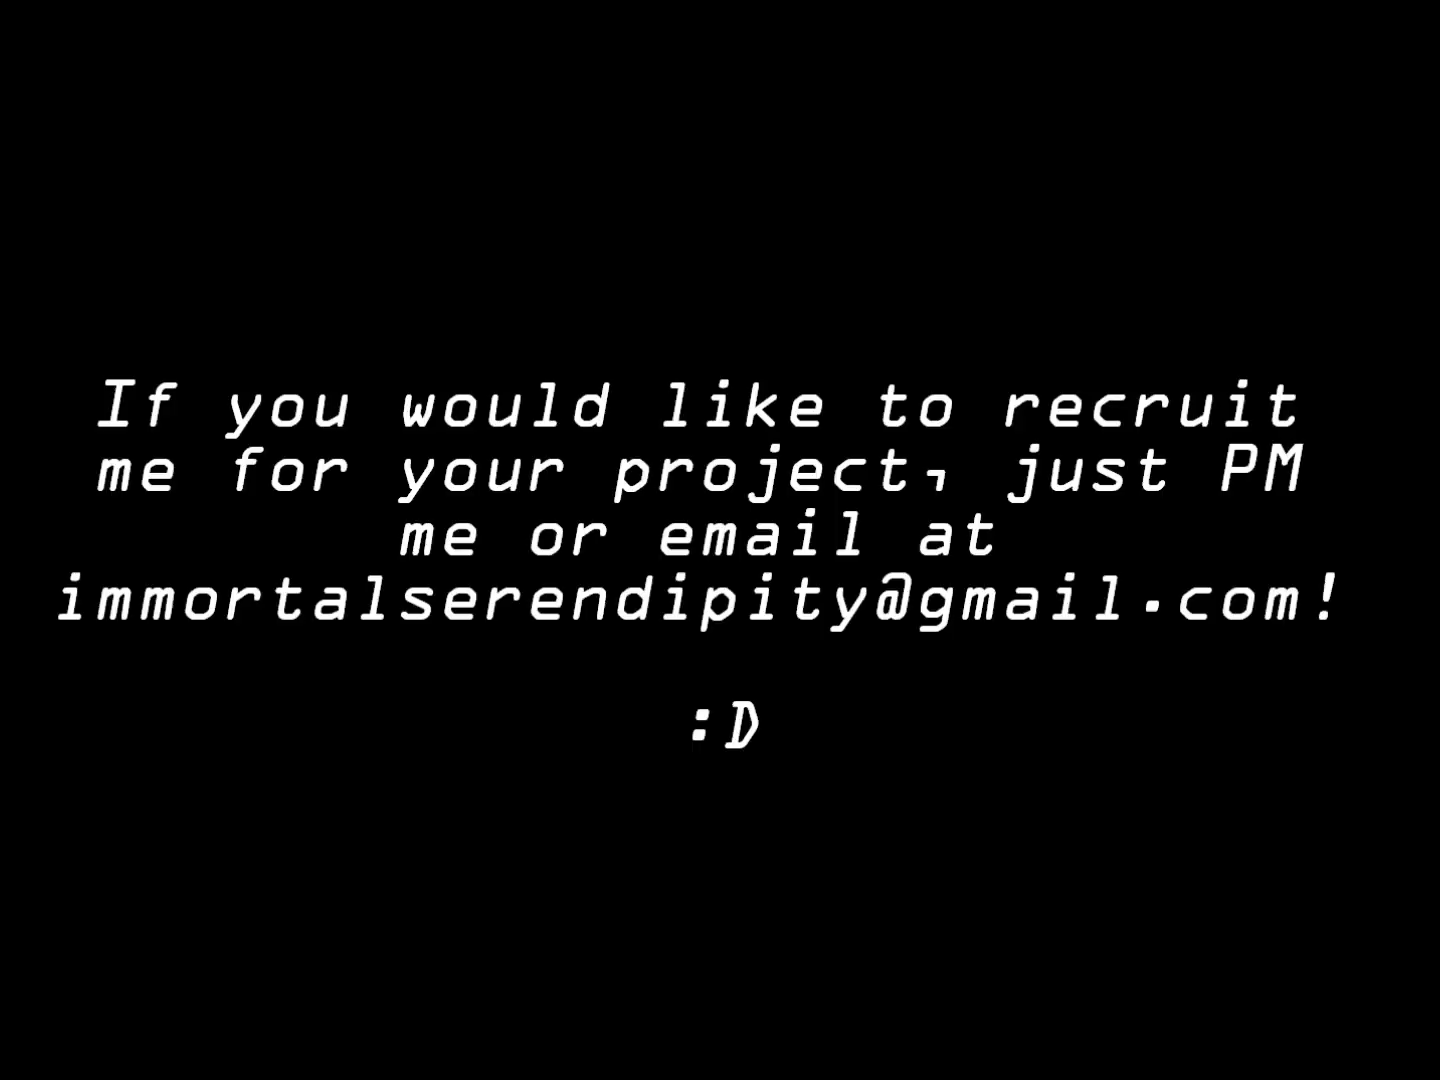 If you would like to recruit
me for your project, just PM
me or email at
immortalserendipity@gmail.com!
:D